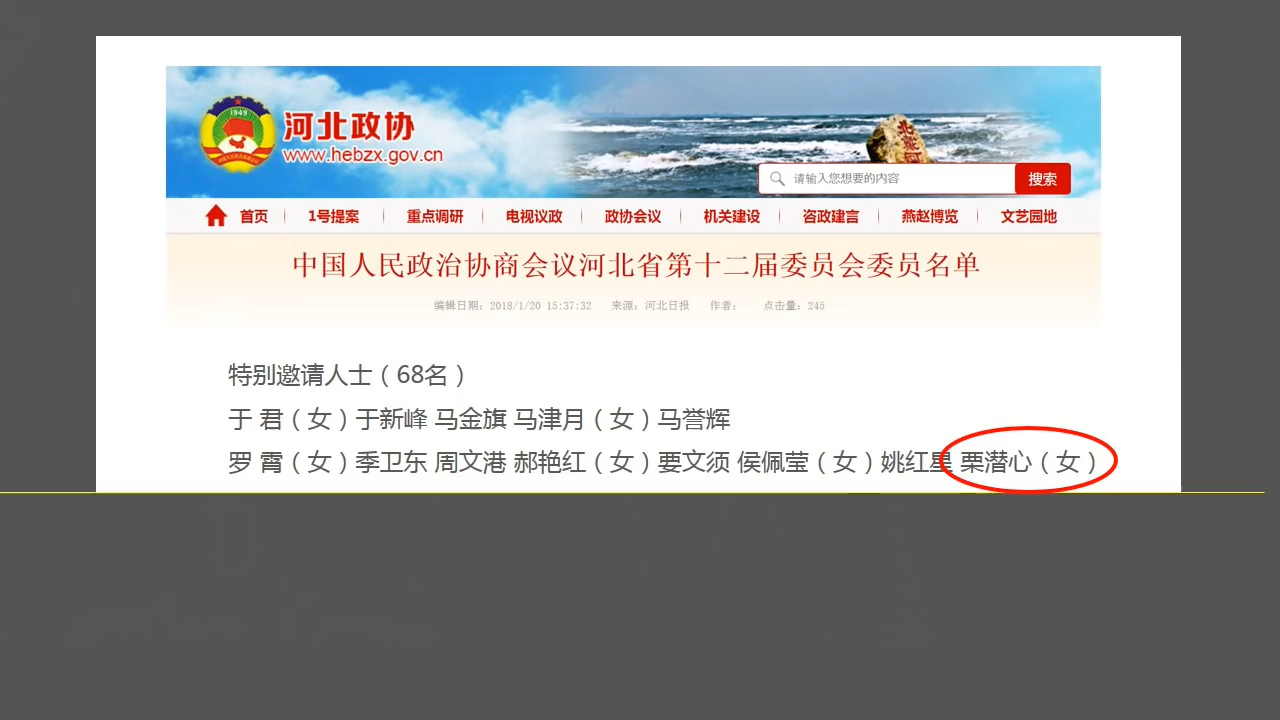 1949
河北政协
www.hebzx.gov.cn
北戴河
请输入您想要的内容 搜索
首页 1号提案 重点调研 电视议政 政协会议 机关建设 咨政建言 燕赵博览 文艺园地
中国人民政治协商会议河北省第十二届委员会委员名单
编辑日期：2018/1/20 15:37:32 来源：河北日报 作者： 点击量：245
特别邀请人士（68名）
于 君（女）于新峰 马金旗 马津月（女）马誉辉
罗 霄（女）季卫东 周文港 郝艳红（女）要文须 侯佩莹（女）姚红星 栗潜心（女）